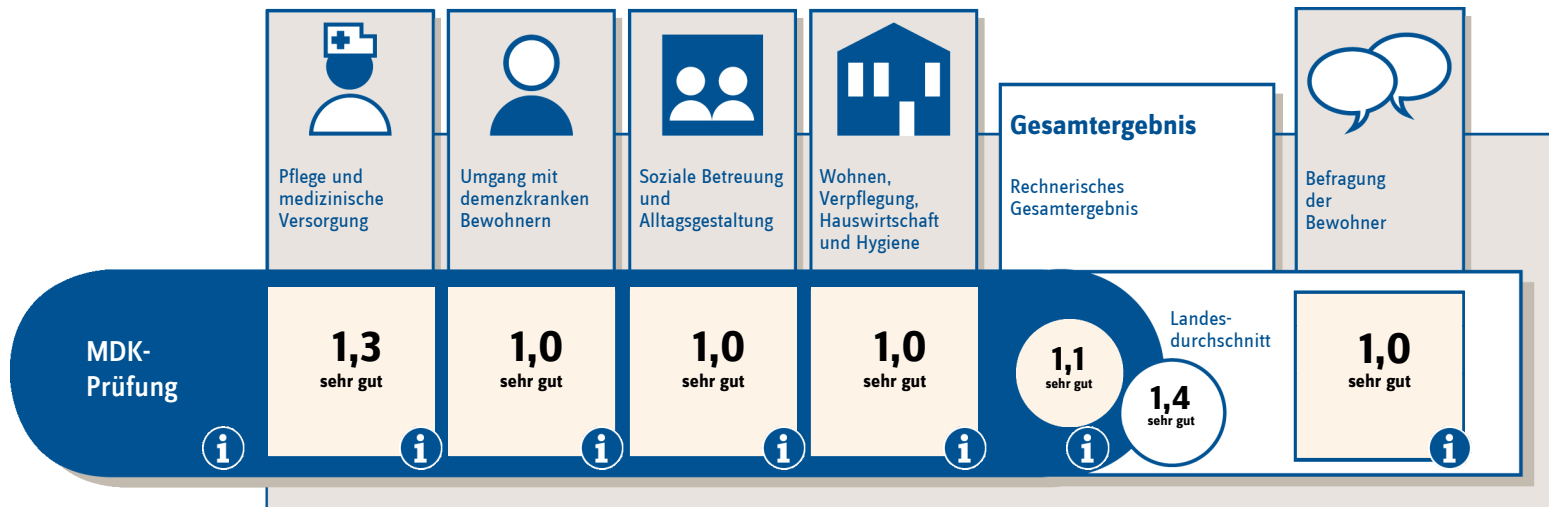 Pflege und
medizinische
Versorgung
Umgang mit
demenzkranken
Bewohnern
Soziale Betreuung
und
Alltagsgestaltung
Wohnen,
Verpflegung,
Hauswirtschaft
und Hygiene
Gesamtergebnis
Rechnerisches
Gesamtergebnis
Befragung
der
Bewohner
MDK-
Prüfung
i
1,3
sehr gut
i
1,0
sehr gut
i
1,0
sehr gut
i
1,0
sehr gut
i
1,1
sehr gut
i
Landes-
durchschnitt
1,4
sehr gut
1,0
sehr gut
i